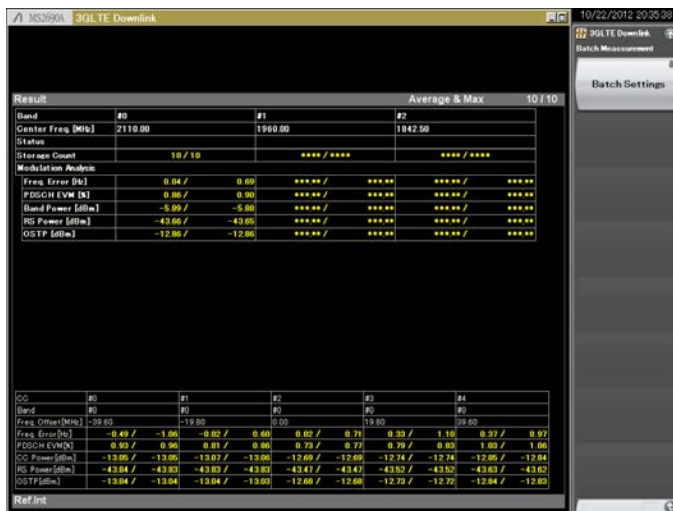 MS2690A 3GLTE Downlink
10/22/2012 20:35:38
3GLTE Downlink
Batch Measurement
Batch Settings
Result Average & Max 10 / 10
Band #0 #1 #2
Center Freq. [MHz] 2110.00 1960.00 1842.50
Status
Storage Count 10 / 10 **** / **** **** / ****
Modulation Analysis
Freq. Error [Hz] 0.04 / 0.69 ***.** / ***.** ***.** / ***.**
PDSCH EVM [%] 0.86 / 0.90 ***.** / ***.** ***.** / ***.**
Band Power [dBm] -5.89 / -5.88 ***.** / ***.** ***.** / ***.**
RS Power [dBm] -43.66 / -43.65 ***.** / ***.** ***.** / ***.**
OSTP [dBm] -12.86 / -12.86 ***.** / ***.** ***.** / ***.**
CC #0 #1 #2 #3 #4
Band #0 #0 #0 #0 #0
Freq. Offset[MHz] -39.60 -19.80 0.00 19.80 39.60
Freq. Error[Hz] -0.49 / -1.06 -0.02 / 0.60 0.02 / 0.71 0.33 / 1.10 0.37 / 0.97
PDSCH EVM[%] 0.93 / 0.96 0.81 / 0.86 0.73 / 0.77 0.79 / 0.83 1.03 / 1.06
CC Power[dBm] -13.05 / -13.05 -13.07 / -13.06 -12.69 / -12.69 -12.74 / -12.74 -12.85 / -12.84
RS Power[dBm] -43.84 / -43.83 -43.83 / -43.83 -43.47 / -43.47 -43.52 / -43.52 -43.63 / -43.62
OSTP[dBm] -13.04 / -13.04 -13.04 / -13.03 -12.68 / -12.68 -12.73 / -12.72 -12.84 / -12.83
Ref.Int